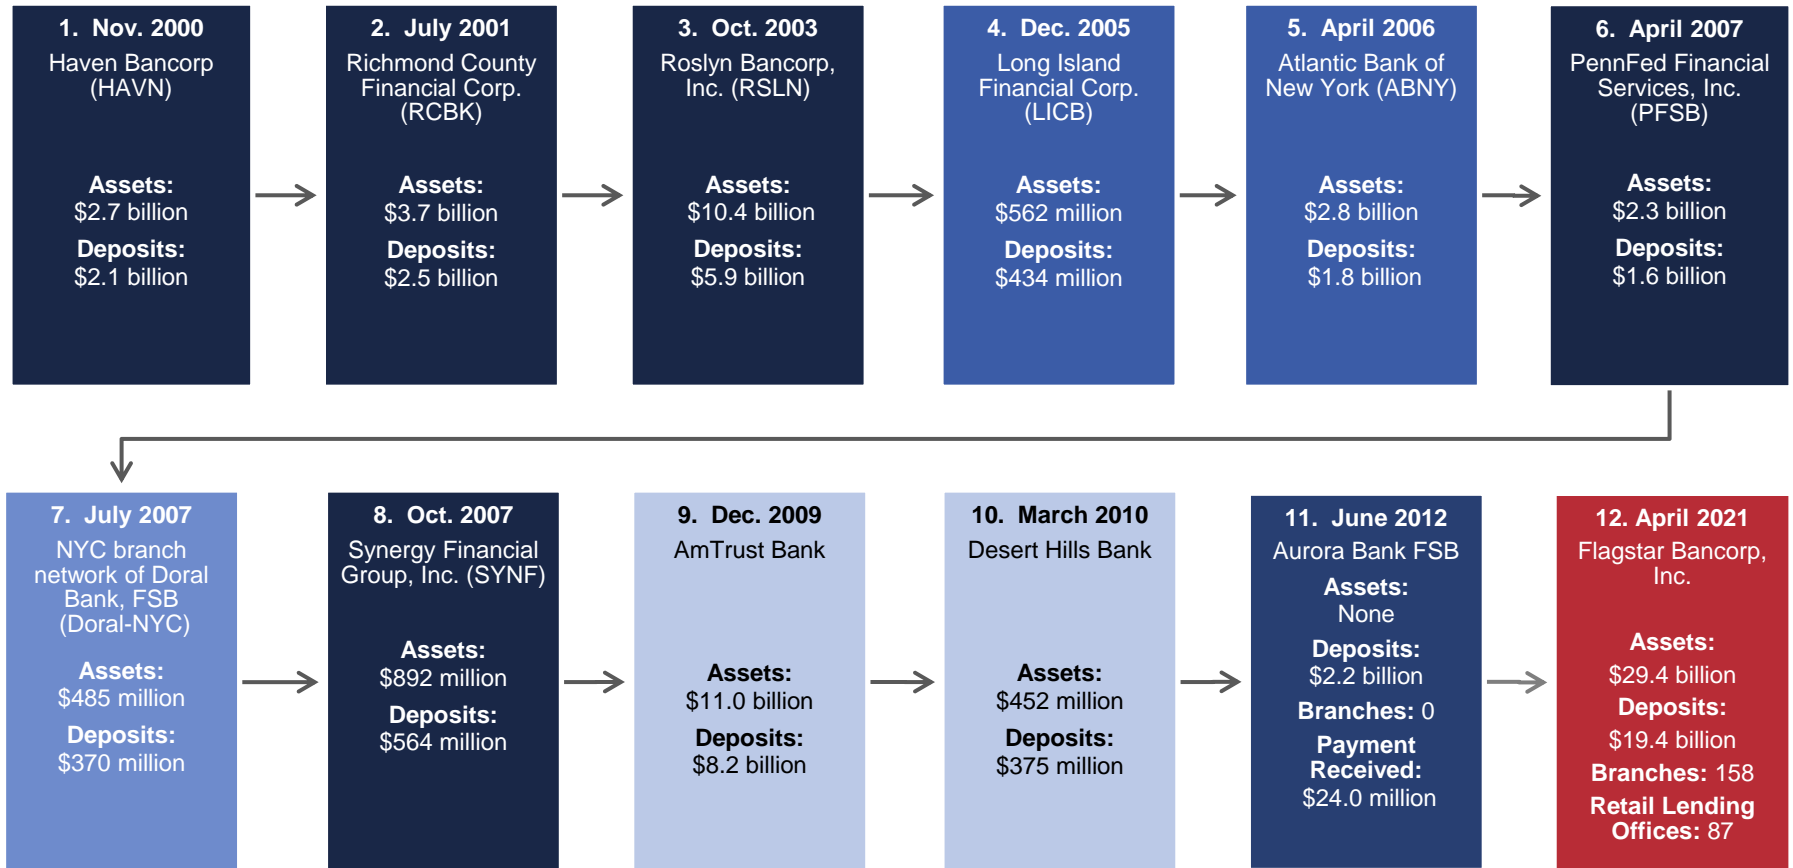 1. Nov. 2000
Haven Bancorp
(HAVN)
Assets:
$2.7 billion
Deposits:
$2.1 billion
2. July 2001
Richmond County
Financial Corp.
(RCBK)
Assets:
$3.7 billion
Deposits:
$2.5 billion
3. Oct. 2003
Roslyn Bancorp,
Inc. (RSLN)
Assets:
$10.4 billion
Deposits:
$5.9 billion
4. Dec. 2005
Long Island
Financial Corp.
(LICB)
Assets:
$562 million
Deposits:
$434 million
5. April 2006
Atlantic Bank of
New York (ABNY)
Assets:
$2.8 billion
Deposits:
$1.8 billion
6. April 2007
PennFed Financial
Services, Inc.
(PFSB)
Assets:
$2.3 billion
Deposits:
$1.6 billion
7. July 2007
NYC branch
network of Doral
Bank, FSB
(Doral-NYC)
Assets:
$485 million
Deposits:
$370 million
8. Oct. 2007
Synergy Financial
Group, Inc. (SYNF)
Assets:
$892 million
Deposits:
$564 million
9. Dec. 2009
AmTrust Bank
Assets:
$11.0 billion
Deposits:
$8.2 billion
10. March 2010
Desert Hills Bank
Assets:
$452 million
Deposits:
$375 million
11. June 2012
Aurora Bank FSB
Assets:
None
Deposits:
$2.2 billion
Branches: 0
Payment
Received:
$24.0 million
12. April 2021
Flagstar Bancorp,
Inc.
Assets:
$29.4 billion
Deposits:
$19.4 billion
Branches: 158
Retail Lending
Offices: 87